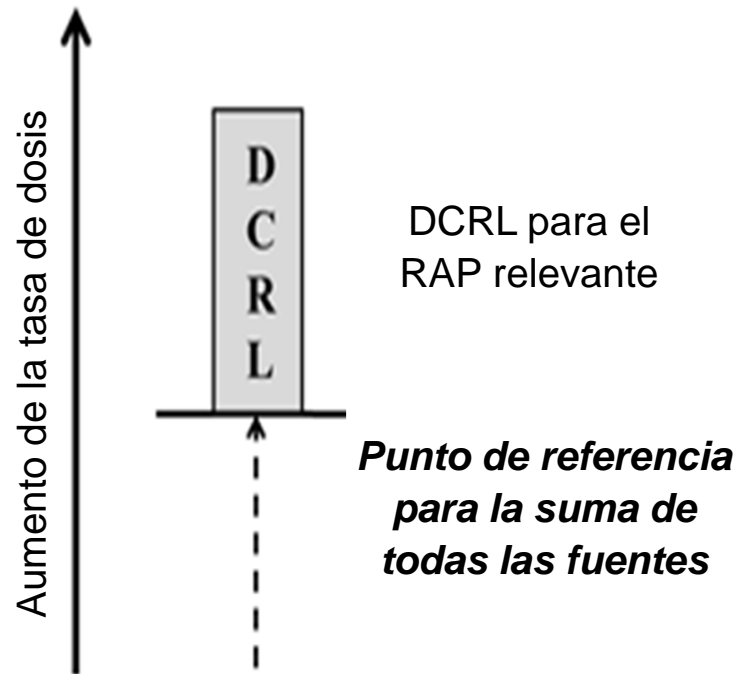 Aumento de la tasa de dosis
D
C
R
L
DCRL para el
RAP relevante
Punto de referencia
para la suma de
todas las fuentes